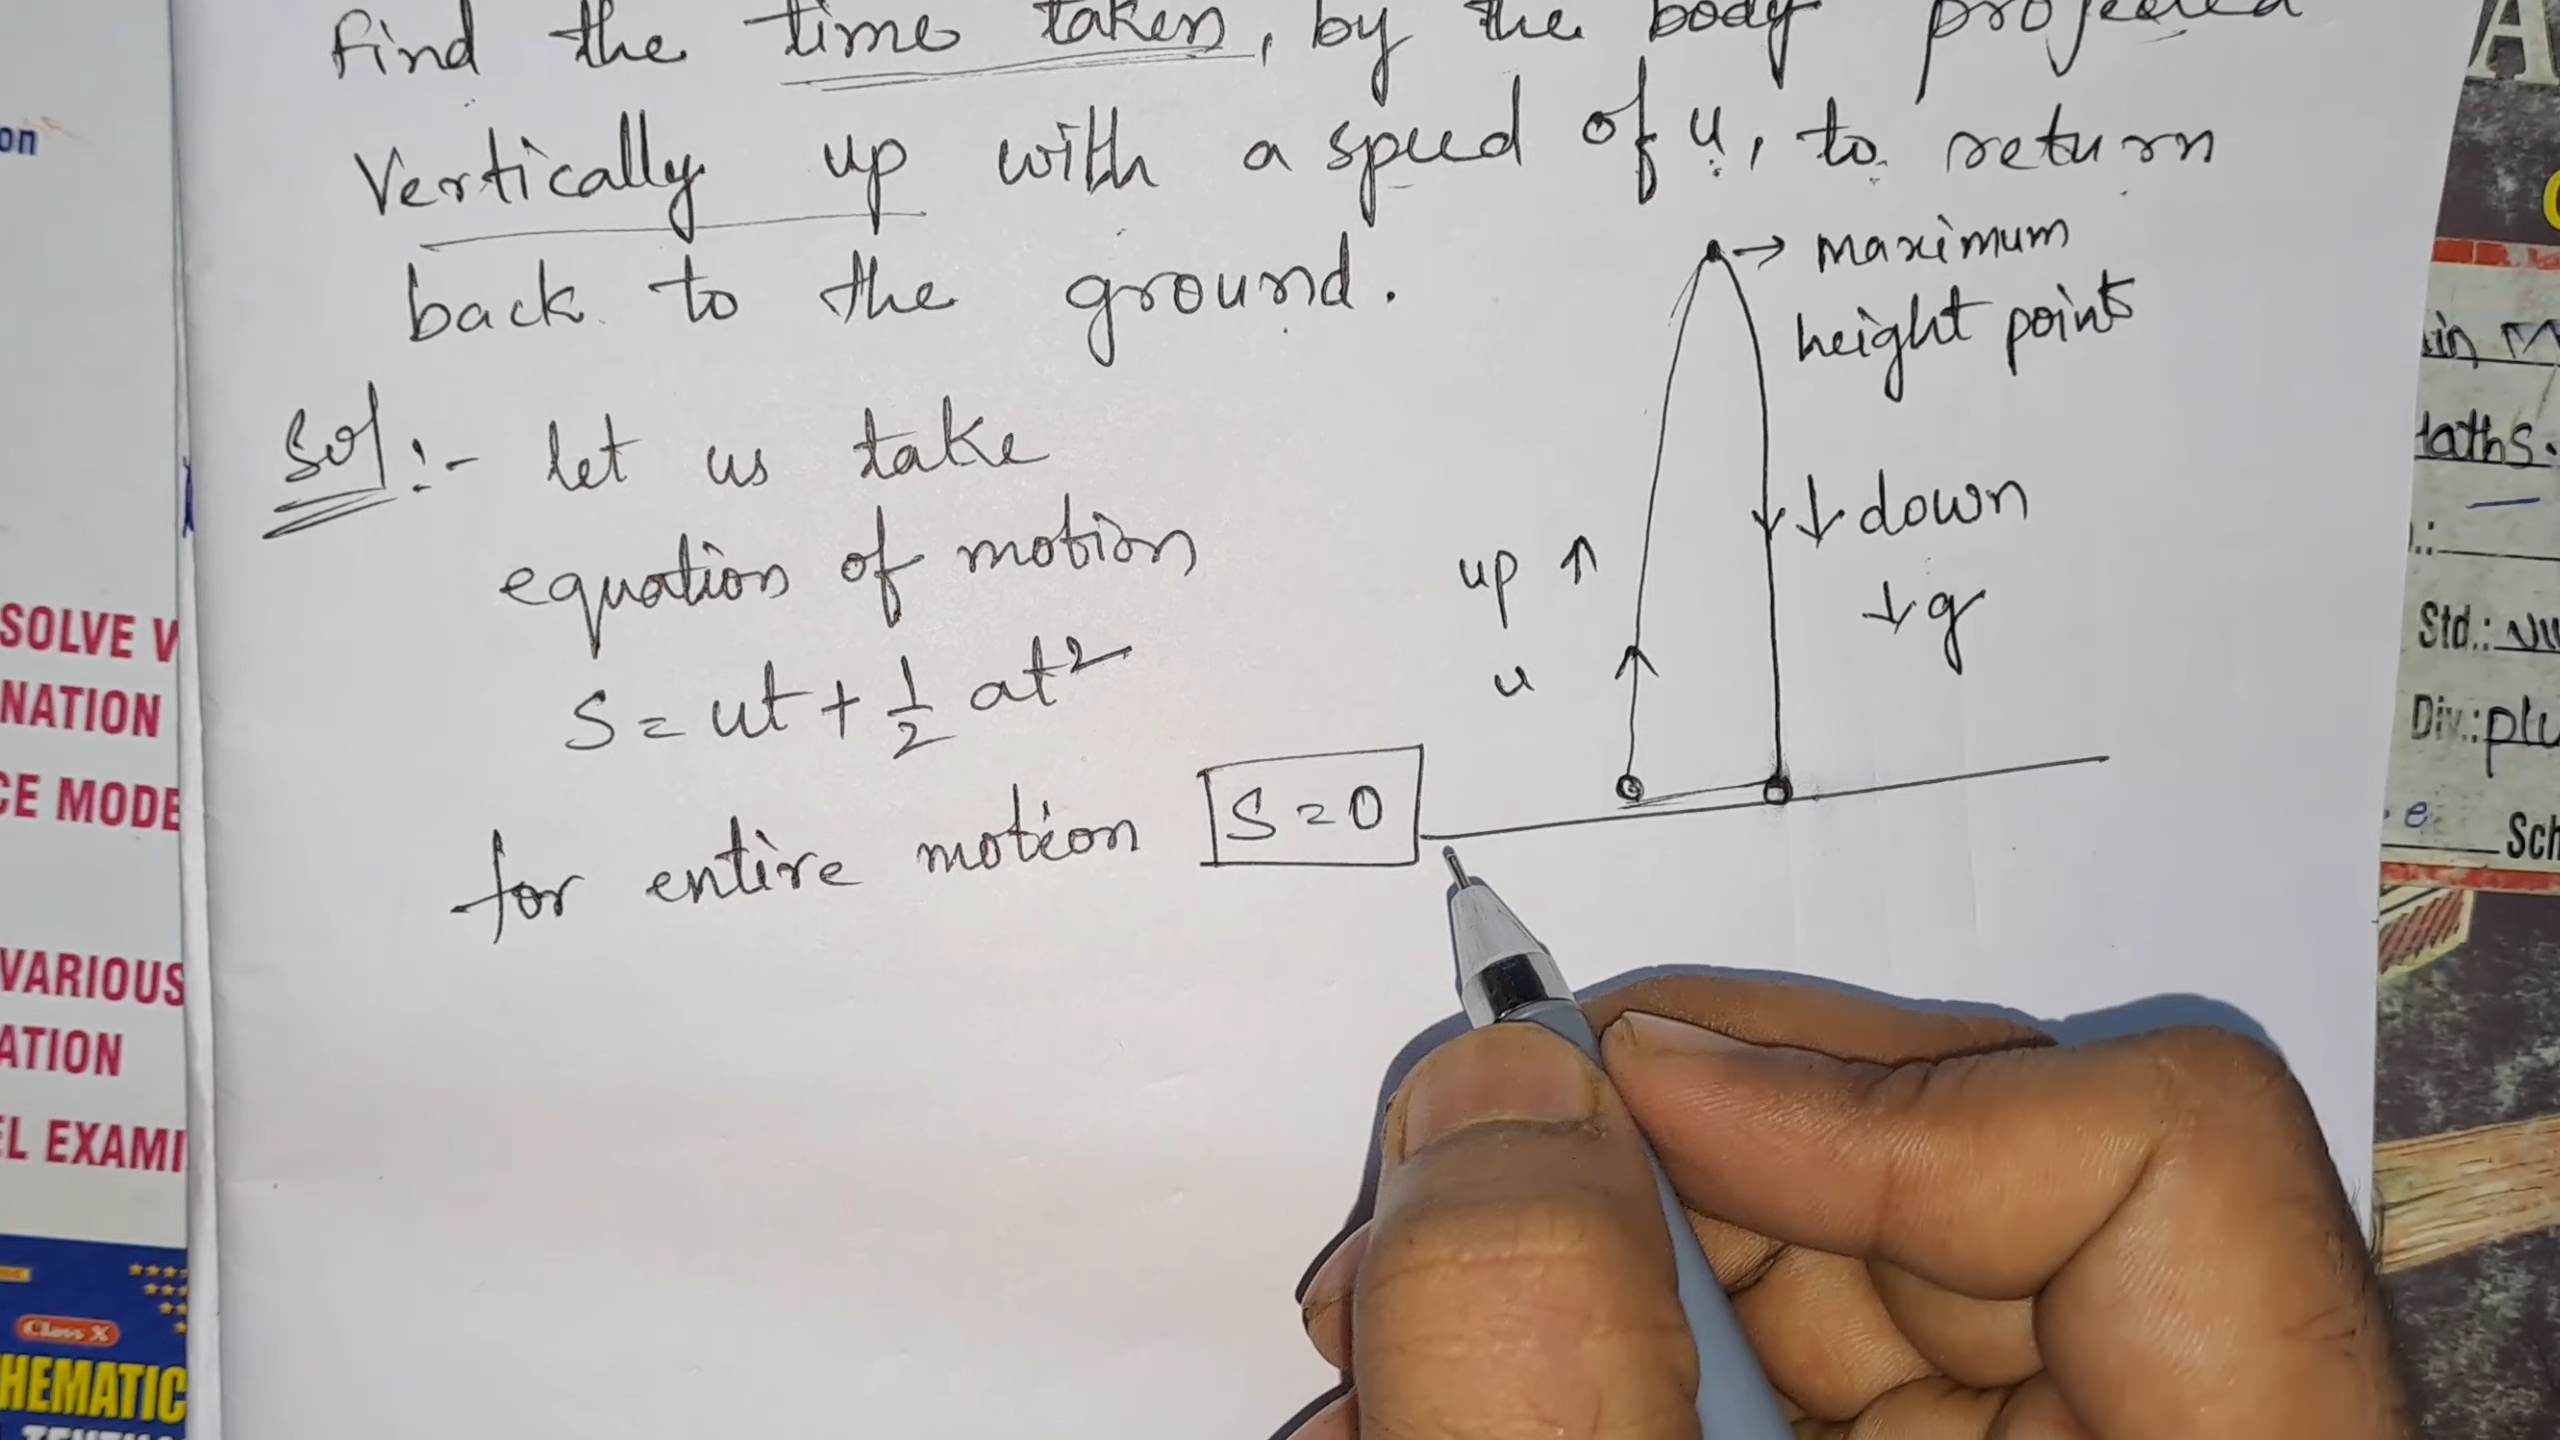 find the time taken, by the body projected
vertically up with a speed of u, to return
back to the ground.
maximum
height point
Sol:- let us take
equation of motion
S = ut + 1/2 at²
up ↑
u
↓ down
↓ g
for entire motion S = 0
on
SOLVE
NATION
CE MODE
VARIOUS
ATION
EL EXAMI
Class X
HEMATIC
A
in M
Maths.
Std.:
Div.: plu
e
Sch